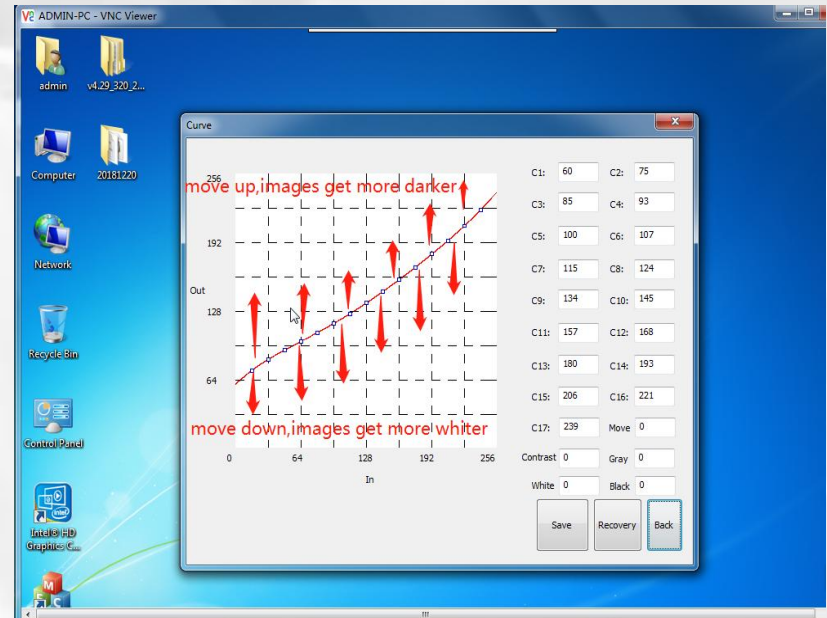 ADMIN-PC - VNC Viewer
admin
v4.29_320_2...
Computer
20181220
Network
Recycle Bin
Control Panel
Intel® HD
Graphics C...
Curve
move up,images get more darker
256
192
Out
128
64
move down,images get more whiter
0 64 128 192 256
In
C1: 60 C2: 75
C3: 85 C4: 93
C5: 100 C6: 107
C7: 115 C8: 124
C9: 134 C10: 145
C11: 157 C12: 168
C13: 180 C14: 193
C15: 206 C16: 221
C17: 239 Move 0
Contrast 0 Gray 0
White 0 Black 0
Save Recovery Back